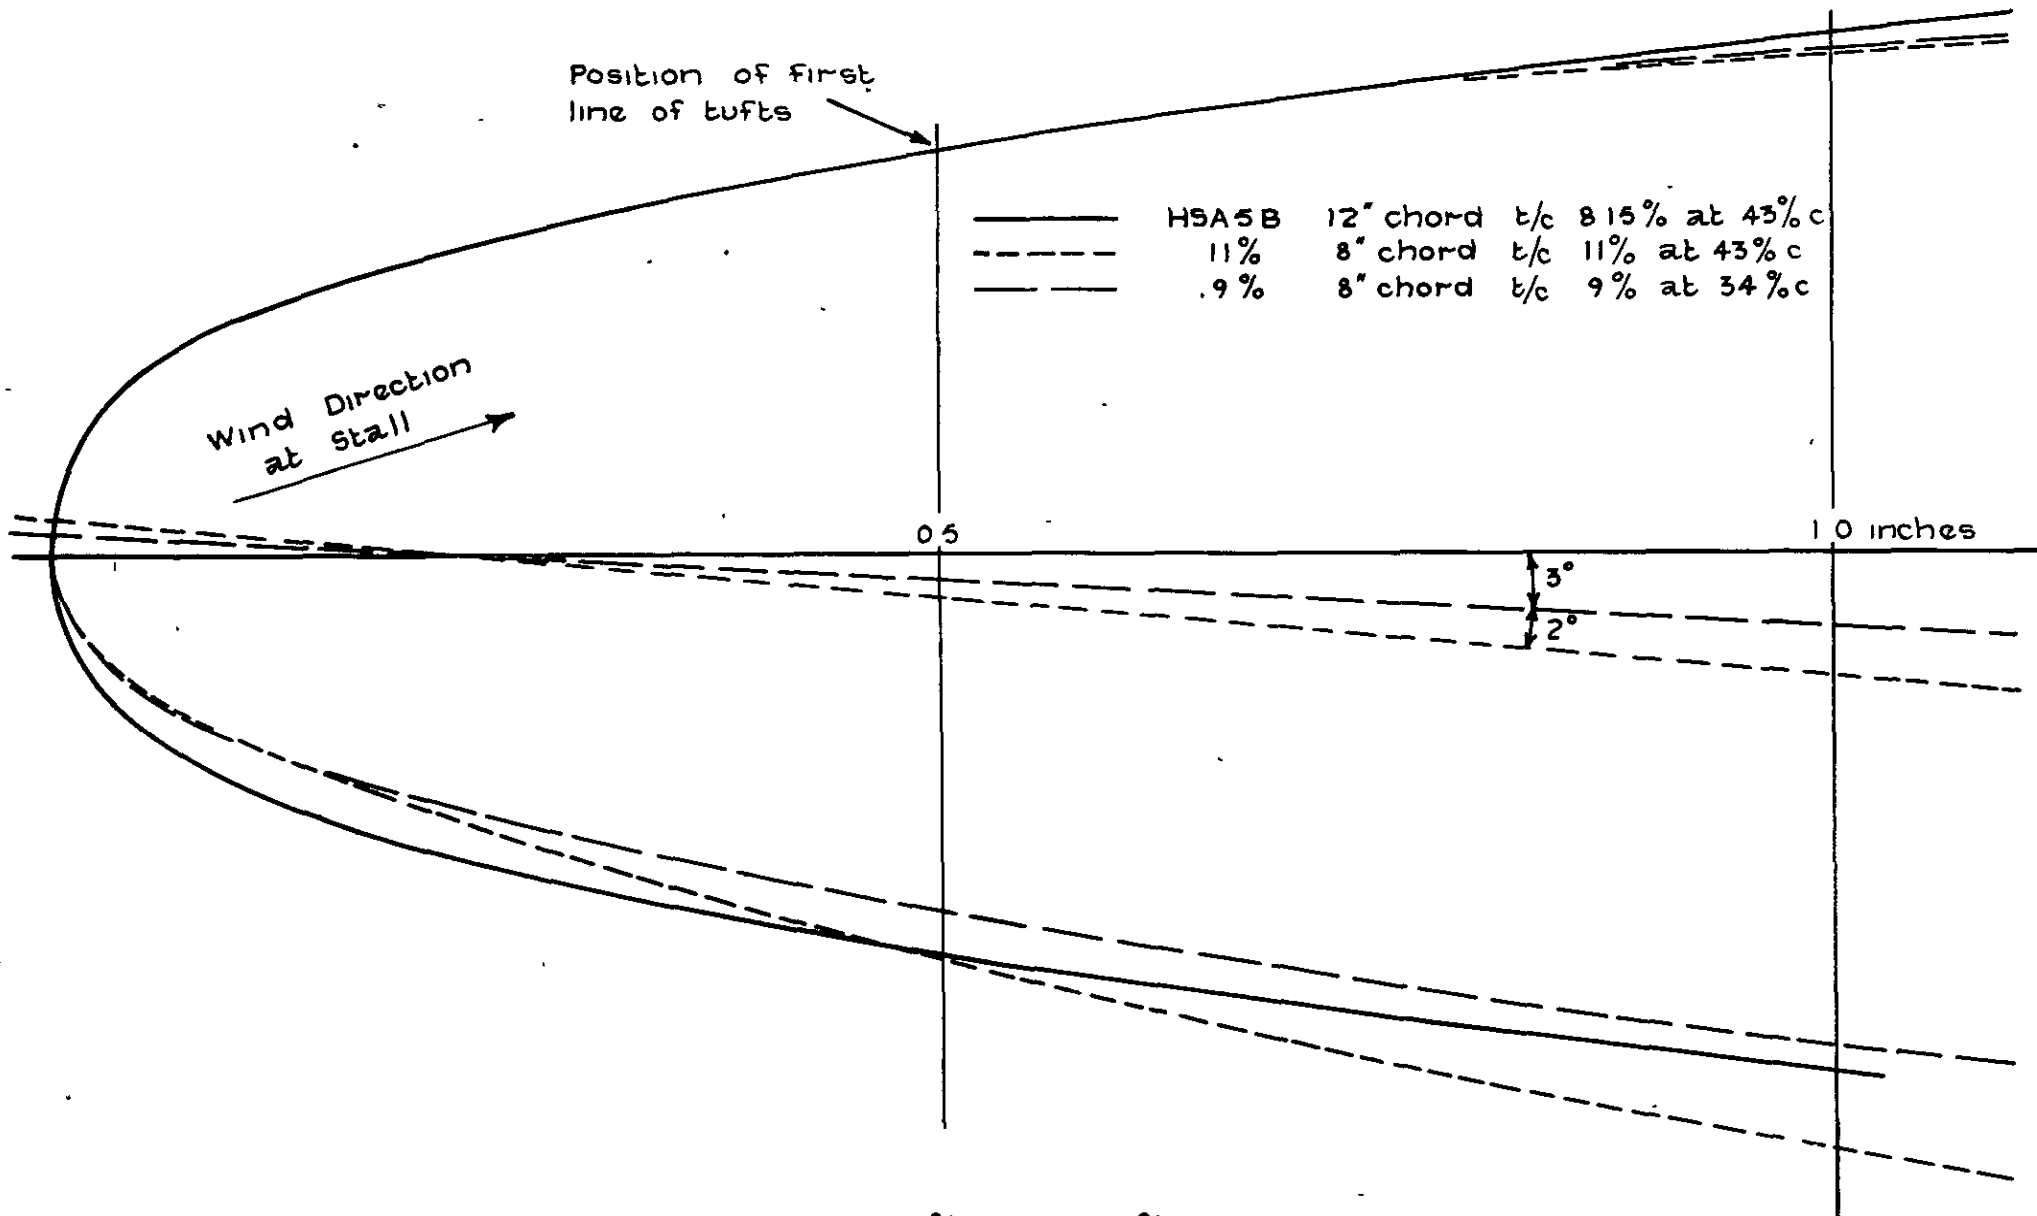 Position of first
line of tufts
HSA5B 12" chord t/c 8 15% at 43% c
11% 8" chord t/c 11% at 43% c
.9% 8" chord t/c 9% at 34% c
Wind Direction
at Stall
0 5
1 0 inches
3°
2°